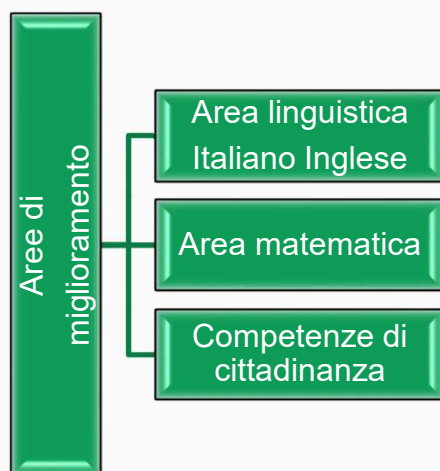 Aree di
miglioramento
Area linguistica
Italiano Inglese
Area matematica
Competenze di
cittadinanza